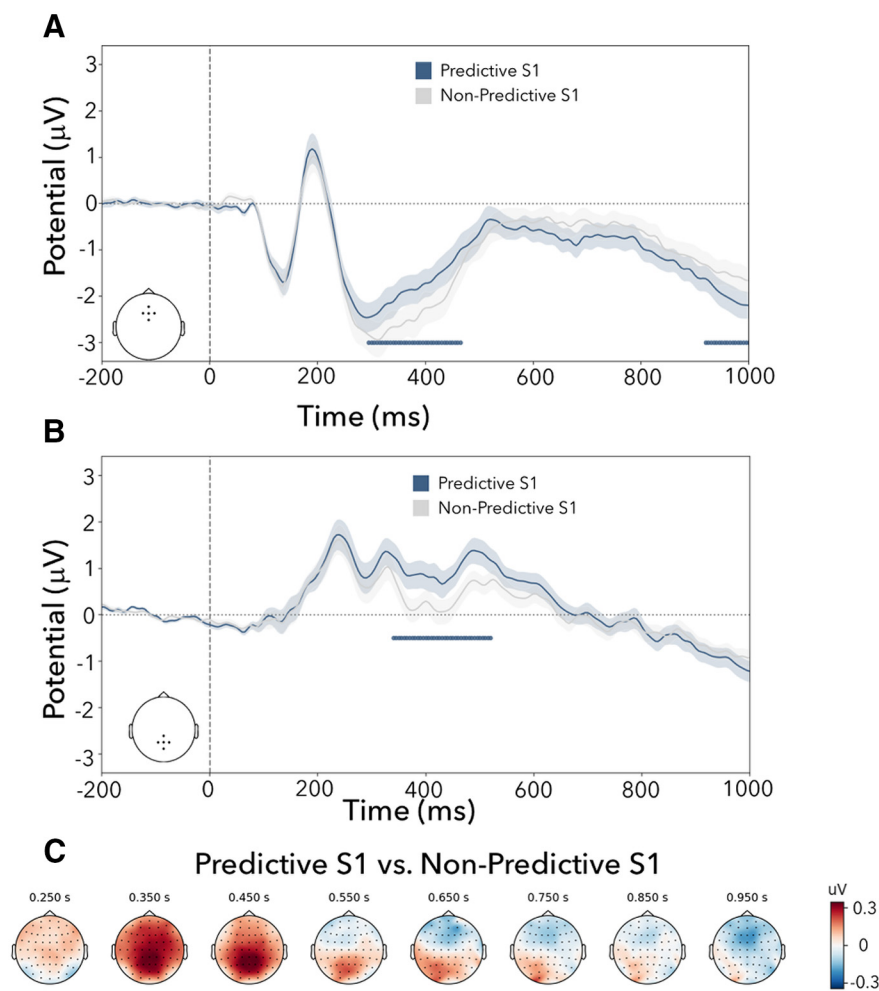 A
Potential (μV)
3
2
1
0
-1
-2
-3
Predictive S1
Non-Predictive S1
-200 0 200 400 600 800 1000
Time (ms)
B
Potential (μV)
3
2
1
0
-1
-2
-3
Predictive S1
Non-Predictive S1
-200 0 200 400 600 800 1000
Time (ms)
C
Predictive S1 vs. Non-Predictive S1
0.250 s 0.350 s 0.450 s 0.550 s 0.650 s 0.750 s 0.850 s 0.950 s
uV
0.3
0
-0.3